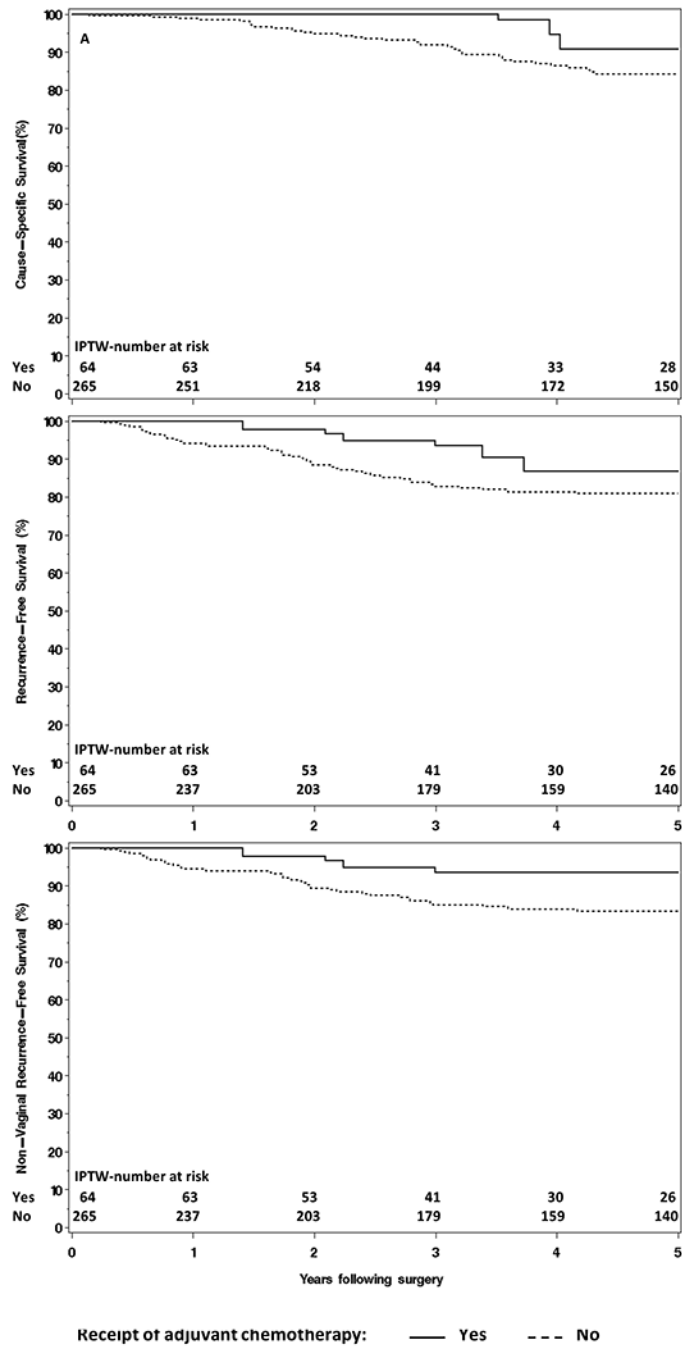 A
Cause-Specific Survival(%)
100
90
80
70
60
50
40
30
20
10
0
IPTW-number at risk
Yes 64 63 54 44 33 28
No 265 251 218 199 172 150
Recurrence-Free Survival (%)
100
90
80
70
60
50
40
30
20
10
0
IPTW-number at risk
Yes 64 63 53 41 30 26
No 265 237 203 179 159 140
0 1 2 3 4 5
Non-Vaginal Recurrence-Free Survival (%)
100
90
80
70
60
50
40
30
20
10
0
IPTW-number at risk
Yes 64 63 53 41 30 26
No 265 237 203 179 159 140
0 1 2 3 4 5
Years following surgery
Receipt of adjuvant chemotherapy: Yes No